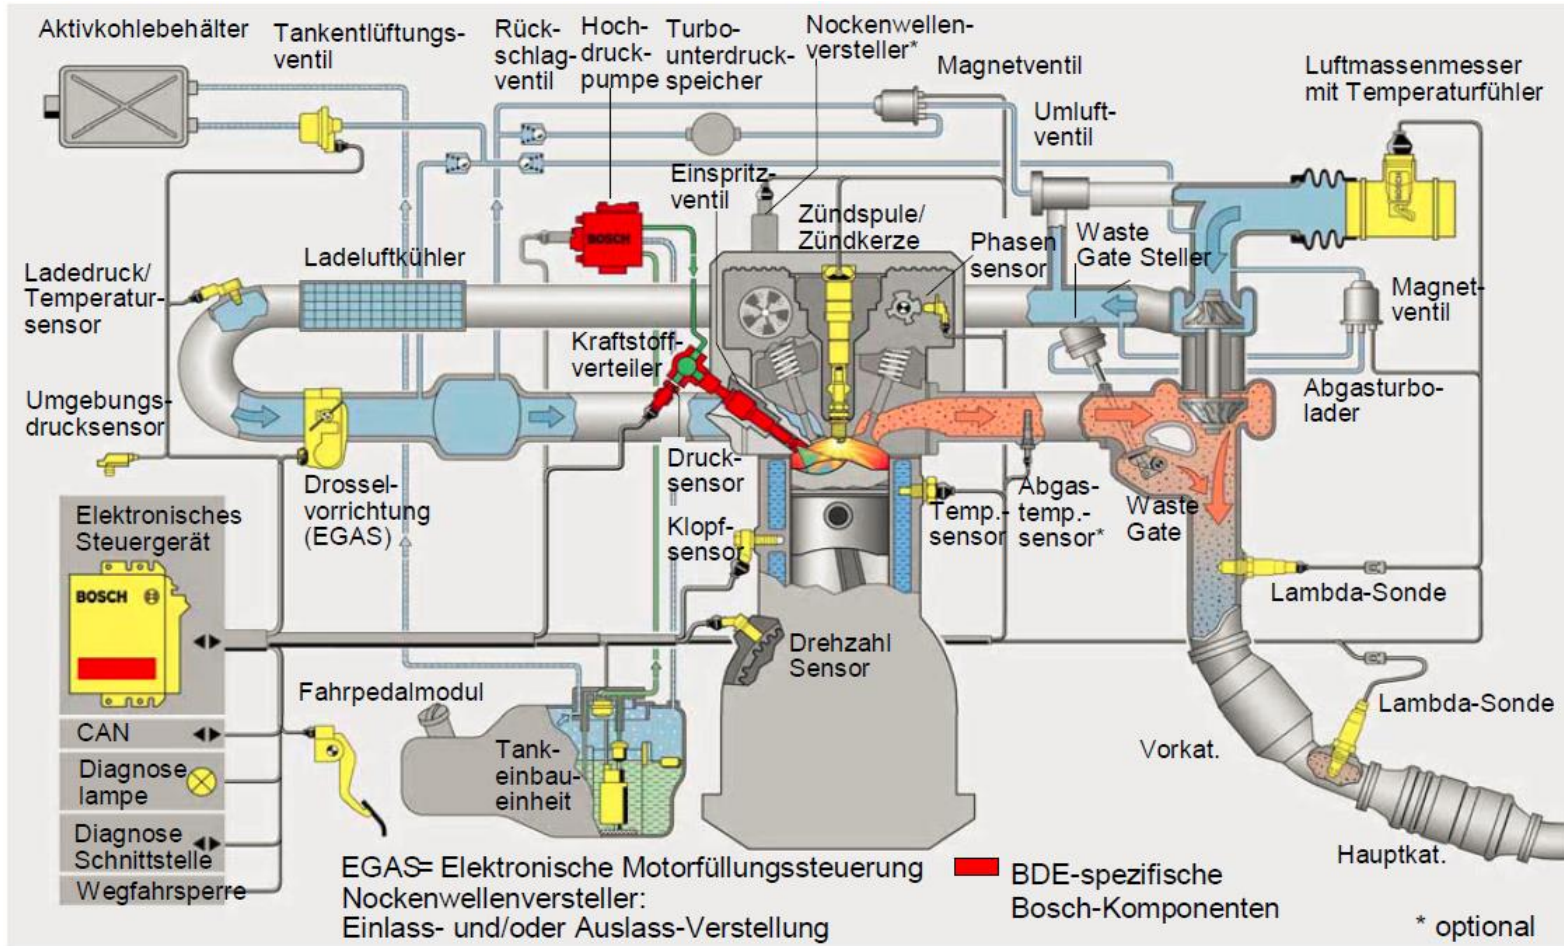 Aktivkohlebehälter
Tankentlüftungs-
ventil
Rück-
schlag-
ventil
Hoch-
druck-
pumpe
Turbo-
unterdruck-
speicher
Nockenwellen-
versteller*
Magnetventil
Umluft-
ventil
Luftmassenmesser
mit Temperaturfühler
BOSCH
Einspritz-
ventil
BOSCH
Zündspule/
Zündkerze
Phasen
sensor
Waste
Gate Steller
Ladedruck/
Temperatur-
sensor
Ladeluftkühler
Magnet-
ventil
Kraftstoff-
verteiler
Umgebungs-
drucksensor
Abgasturbo-
lader
Drossel-
vorrichtung
(EGAS)
Druck-
sensor
Klopf-
sensor
Temp.-
sensor
Abgas-
temp.-
sensor*
Waste
Gate
Elektronisches
Steuergerät
BOSCH
Lambda-Sonde
Drehzahl
Sensor
Fahrpedalmodul
Lambda-Sonde
CAN
Vorkat.
Tank-
einbau-
einheit
Diagnose
lampe
Diagnose
Schnittstelle
Wegfahrsperre
Hauptkat.
EGAS= Elektronische Motorfüllungssteuerung
Nockenwellenversteller:
Einlass- und/oder Auslass-Verstellung
BDE-spezifische
Bosch-Komponenten
* optional